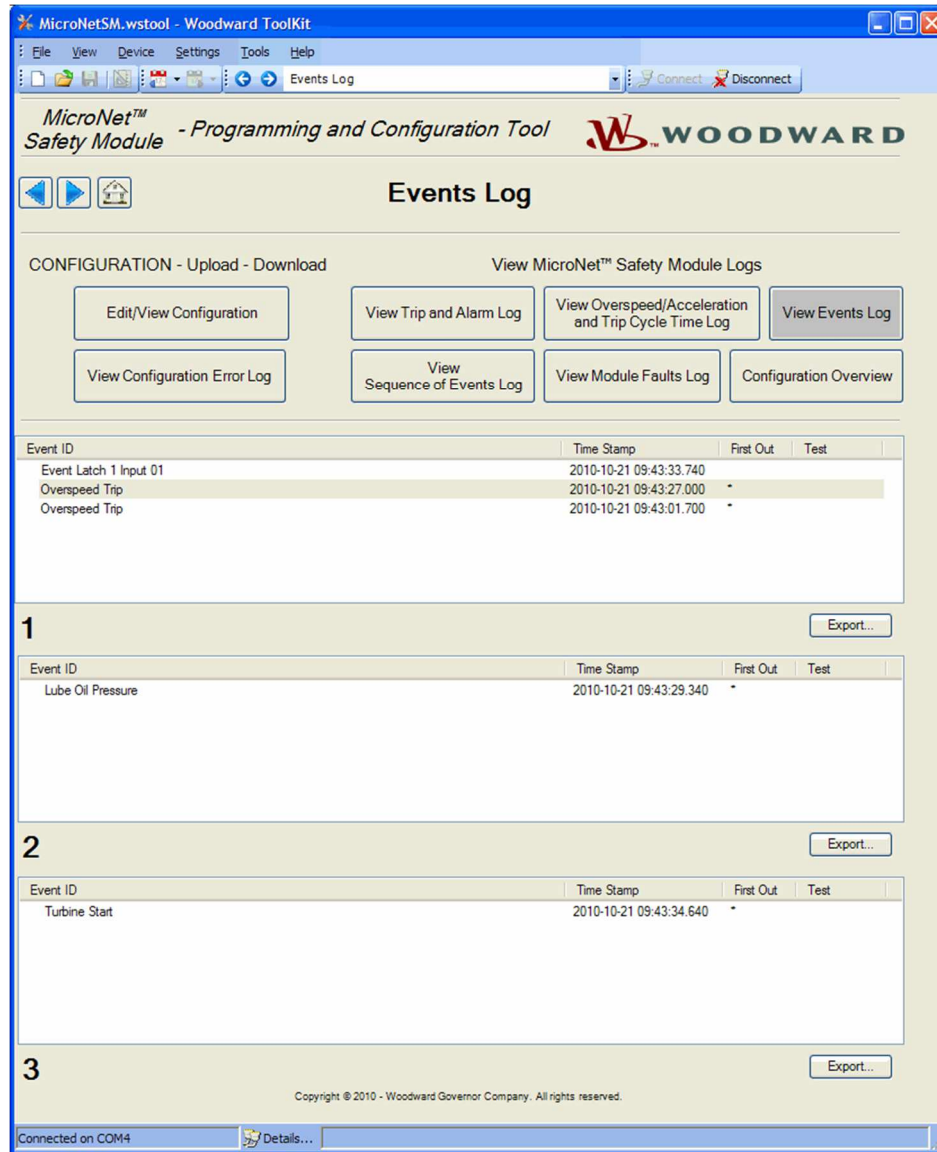 MicroNetSM.wstool - Woodward ToolKit
File View Device Settings Tools Help
Events Log Connect Disconnect
MicroNet™ Safety Module - Programming and Configuration Tool
WOODWARD
Events Log
CONFIGURATION - Upload - Download
View MicroNet™ Safety Module Logs
Edit/View Configuration
View Trip and Alarm Log
View Overspeed/Acceleration
and Trip Cycle Time Log
View Events Log
View Configuration Error Log
View
Sequence of Events Log
View Module Faults Log
Configuration Overview
Event ID Time Stamp First Out Test
Event Latch 1 Input 01 2010-10-21 09:43:33.740
Overspeed Trip 2010-10-21 09:43:27.000 *
Overspeed Trip 2010-10-21 09:43:01.700 *
1 Export...
Event ID Time Stamp First Out Test
Lube Oil Pressure 2010-10-21 09:43:29.340 *
2 Export...
Event ID Time Stamp First Out Test
Turbine Start 2010-10-21 09:43:34.640 *
3 Export...
Copyright © 2010 - Woodward Governor Company. All rights reserved.
Connected on COM4 Details...